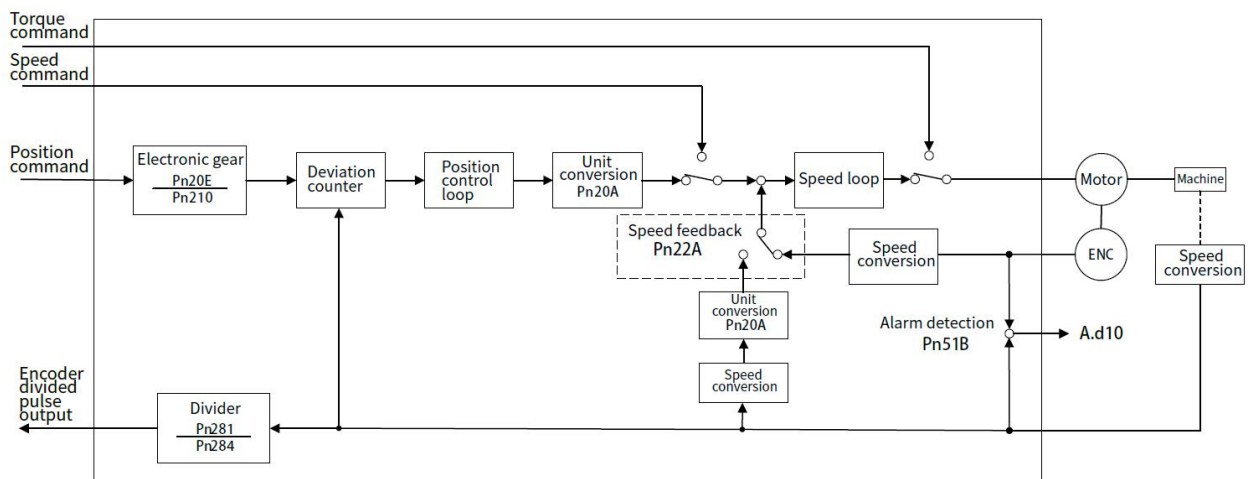 Torque
command
Speed
command
Position
command
Electronic gear
Pn20E
Pn210
Deviation
counter
Position
control
loop
Unit
conversion
Pn20A
Speed loop
Motor
Machine
Speed feedback
Pn22A
Speed
conversion
ENC
Speed
conversion
Unit
conversion
Pn20A
Alarm detection
Pn51B
A.d10
Speed
conversion
Encoder
divided
pulse
output
Divider
Pn281
Pn284